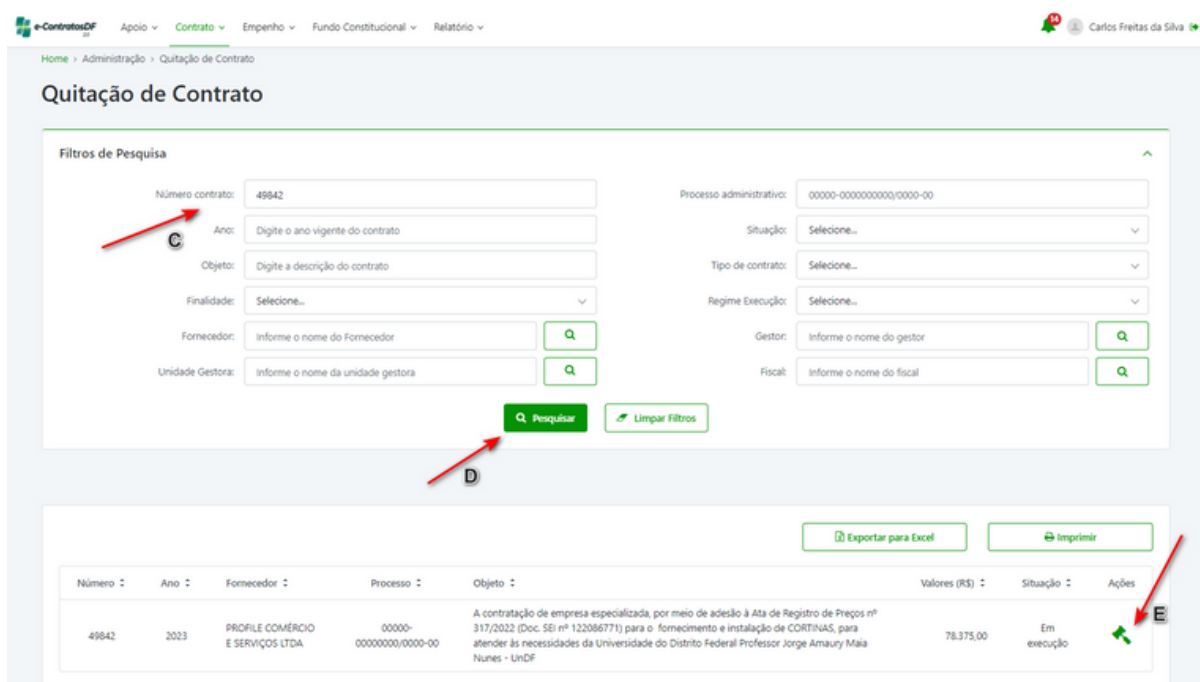 e-ContratosDF
Apoio Contrato Empenho Fundo Constitucional Relatório
14
Carlos Freitas da Silva
Home > Administração > Quitação de Contrato
Quitação de Contrato
Filtros de Pesquisa
Número contrato: 49842
Processo administrativo: 00000-0000000000/0000-00
C
Ano: Digite o ano vigente do contrato
Situação: Selecione...
Objeto: Digite a descrição do contrato
Tipo de contrato: Selecione...
Finalidade: Selecione...
Regime Execução: Selecione...
Fornecedor: Informe o nome do Fornecedor
Gestor: Informe o nome do gestor
Unidade Gestora: Informe o nome da unidade gestora
Fiscal: Informe o nome do fiscal
Pesquisar Limpar Filtros
D
Exportar para Excel Imprimir
Número Ano Fornecedor Processo Objeto Valores (R$) Situação Ações
E
49842 2023
PROFILE COMÉRCIO
E SERVIÇOS LTDA
00000-
00000000/0000-00
A contratação de empresa especializada, por meio de adesão à Ata de Registro de Preços nº
317/2022 (Doc. SEI nº 122086771) para o fornecimento e instalação de CORTINAS, para
atender às necessidades da Universidade do Distrito Federal Professor Jorge Amaury Maia
Nunes - UnDF
78.375,00
Em
execução